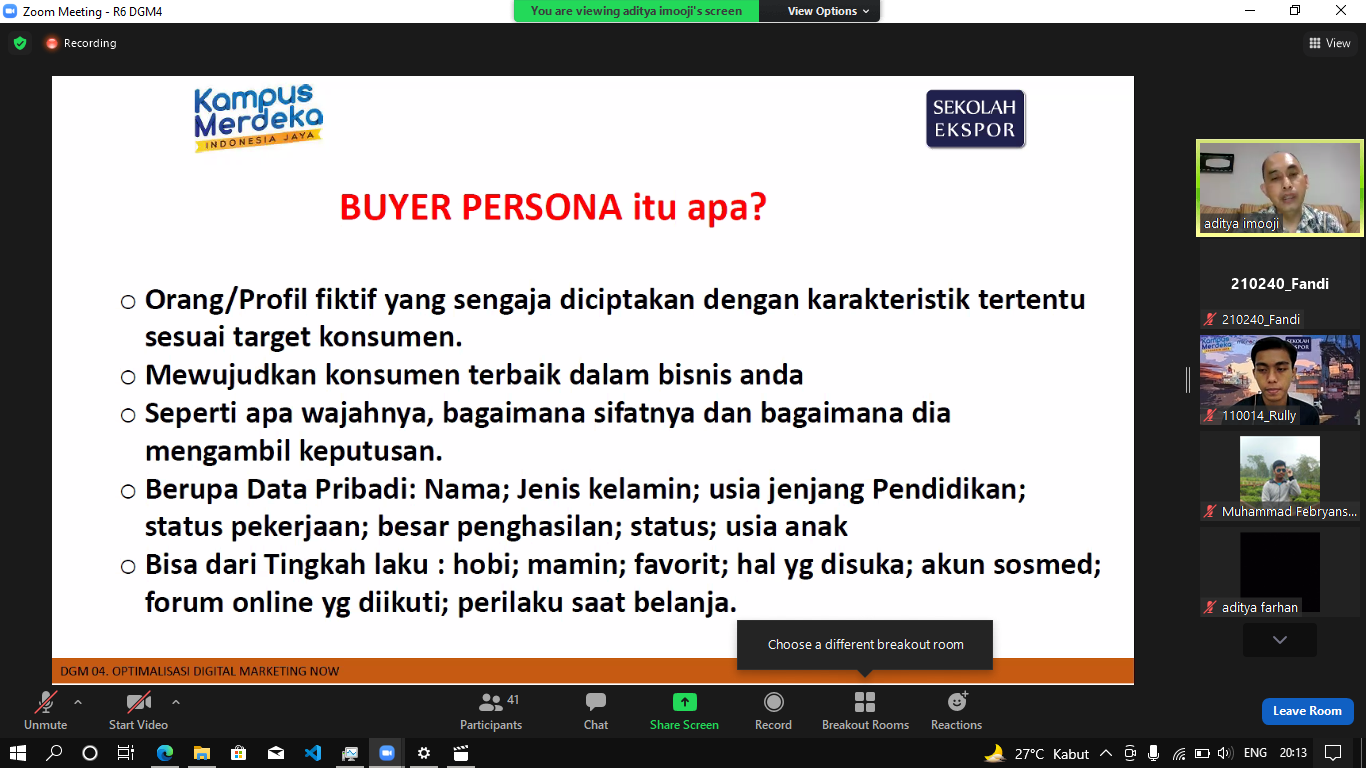 Zoom Meeting - R6 DGM4
You are viewing aditya imooji's screen
View Options
Recording
View
Kampus
Merdeka
INDONESIA JAYA
SEKOLAH
EKSPOR
BUYER PERSONA itu apa?
Orang/Profil fiktif yang sengaja diciptakan dengan karakteristik tertentu
sesuai target konsumen.
Mewujudkan konsumen terbaik dalam bisnis anda
Seperti apa wajahnya, bagaimana sifatnya dan bagaimana dia
mengambil keputusan.
Berupa Data Pribadi: Nama; Jenis kelamin; usia jenjang Pendidikan;
status pekerjaan; besar penghasilan; status; usia anak
Bisa dari Tingkah laku : hobi; mamin; favorit; hal yg disuka; akun sosmed;
forum online yg diikuti; perilaku saat belanja.
DGM 04. OPTIMALISASI DIGITAL MARKETING NOW
aditya imooji
210240_Fandi
210240_Fandi
Kampus
Merdeka
SEKOLAH
EKSPOR
110014_Rully
Muhammad Febryans...
aditya farhan
Choose a different breakout room
Unmute
Start Video
Participants
41
Chat
Share Screen
Record
Breakout Rooms
Reactions
Leave Room
27°C Kabut
ENG
20:13